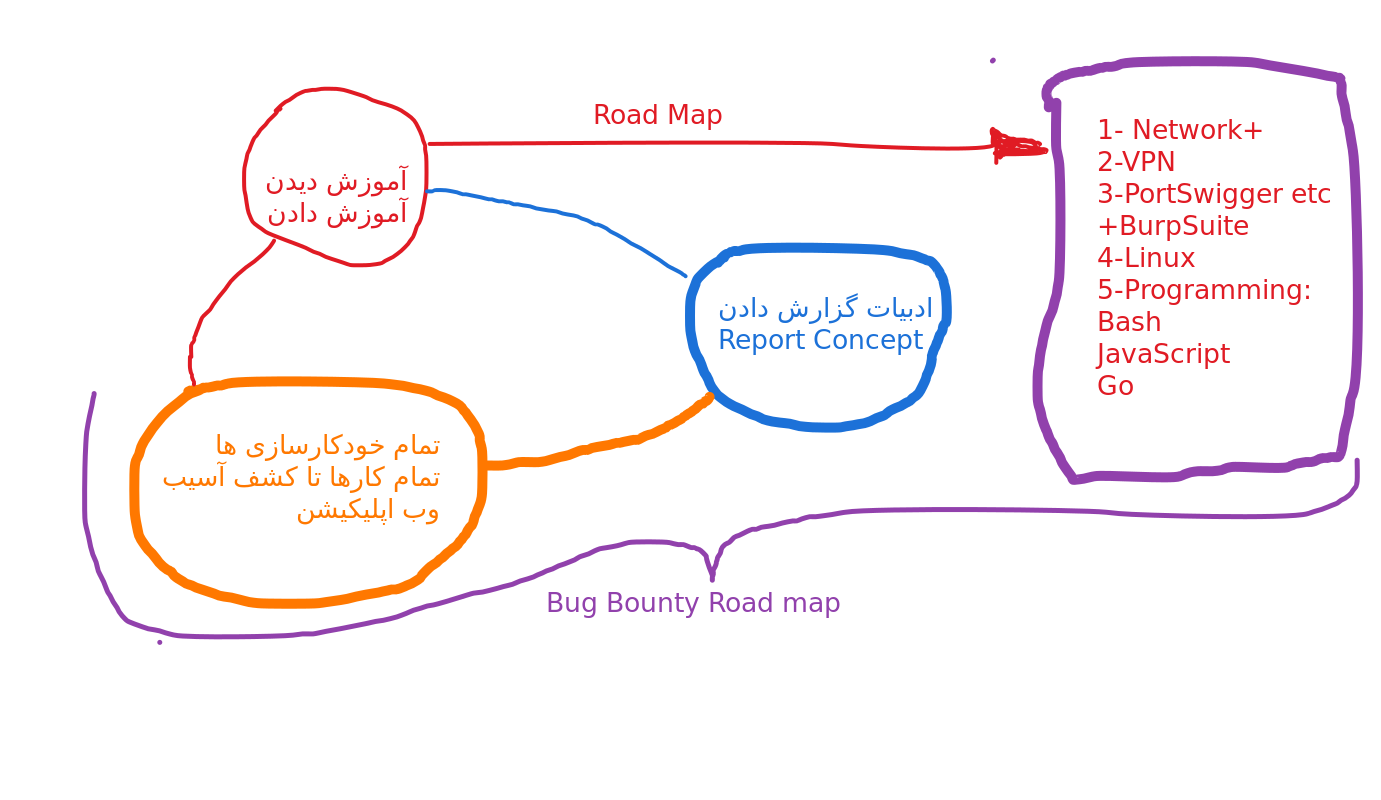 Road Map
آموزش دیدن
آموزش دادن
1- Network+
2-VPN
3-PortSwigger etc
+BurpSuite
4-Linux
5-Programming:
Bash
JavaScript
Go
ادبیات گزارش دادن
Report Concept
تمام خودکارسازی ها
تمام کارها تا کشف آسیب
وب اپلیکیشن
Bug Bounty Road map